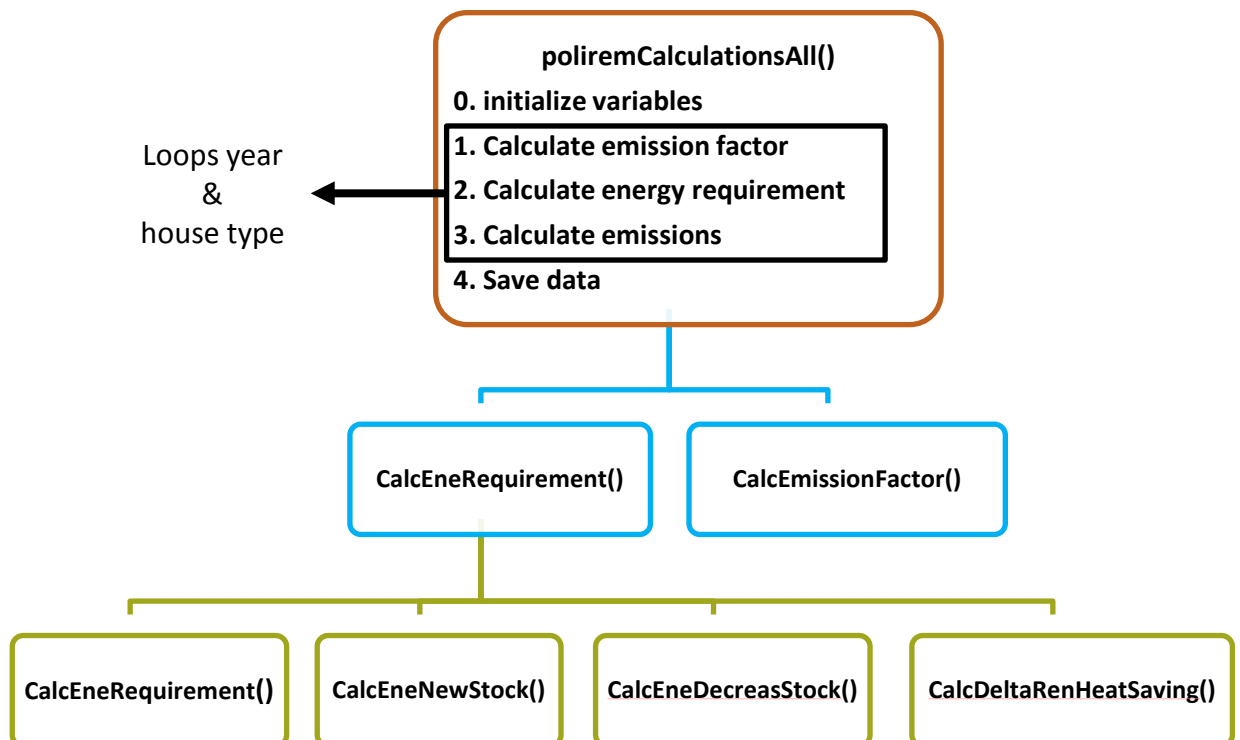 poliremCalculationsAll()
0. initialize variables
1. Calculate emission factor
2. Calculate energy requirement
3. Calculate emissions
4. Save data
Loops year
&
house type
CalcEneRequirement()
CalcEmissionFactor()
CalcEneRequirement()
CalcEneNewStock()
CalcEneDecreasStock()
CalcDeltaRenHeatSaving()